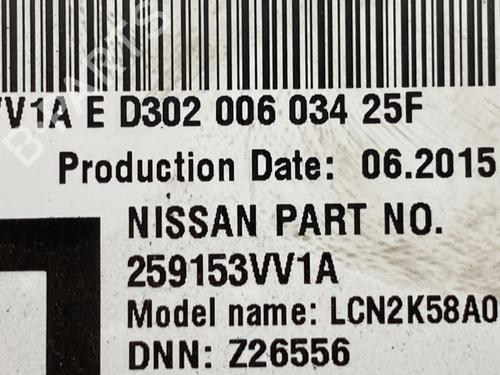 V1A E D302 006 034 25F
Production Date: 06.2015
NISSAN PART NO.
259153VV1A
Model name: LCN2K58A0
DNN: Z26556